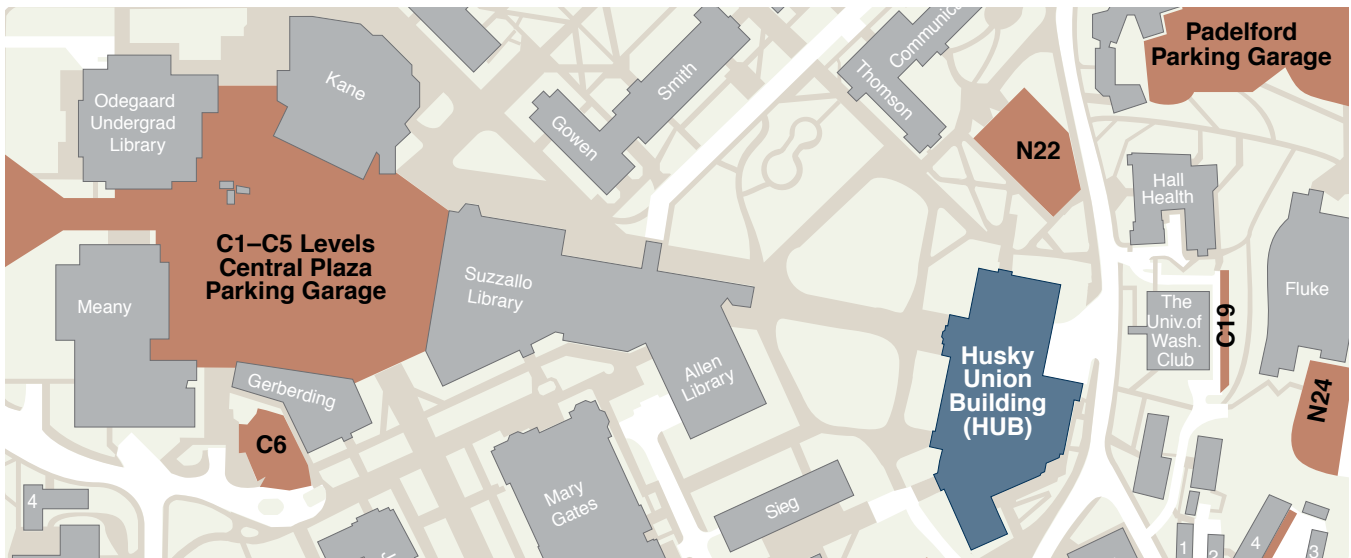 Padelford
Parking Garage
Communica
Thomson
Smith
Gowen
Kane
Odegaard
Undergrad
Library
N22
Hall
Health
C1–C5 Levels
Central Plaza
Parking Garage
Suzzallo
Library
Meany
Fluke
The
Univ.of
Wash.
Club
C19
Husky
Union
Building
(HUB)
Allen
Library
Gerberding
N24
C6
Mary
Gates
Sieg
4
1
4
3